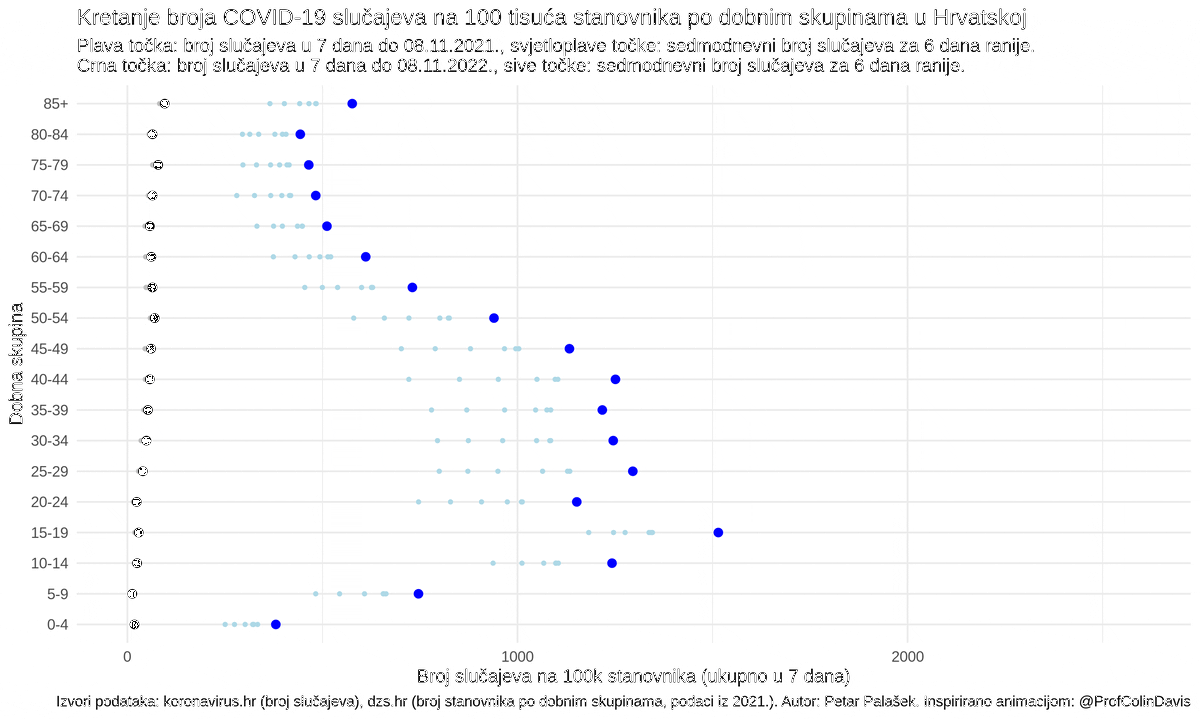 Kretanje broja COVID-19 slučajeva na 100 tisuća stanovnika po dobnim skupinama u Hrvatskoj
Plava točka: broj slučajeva u 7 dana do 08.11.2021., svjetloplave točke: sedmodnevni broj slučajeva za 6 dana ranije.
Crna točka: broj slučajeva u 7 dana do 08.11.2022., sive točke: sedmodnevni broj slučajeva za 6 dana ranije.
Dobna skupina
85+
80-84
75-79
70-74
65-69
60-64
55-59
50-54
45-49
40-44
35-39
30-34
25-29
20-24
15-19
10-14
5-9
0-4
0 1000 2000
Broj slučajeva na 100k stanovnika (ukupno u 7 dana)
Izvori podataka: koronavirus.hr (broj slučajeva), dzs.hr (broj stanovnika po dobnim skupinama, podaci iz 2021.). Autor: Petar Palašek. Inspirirano animacijom: @ProfColinDavis